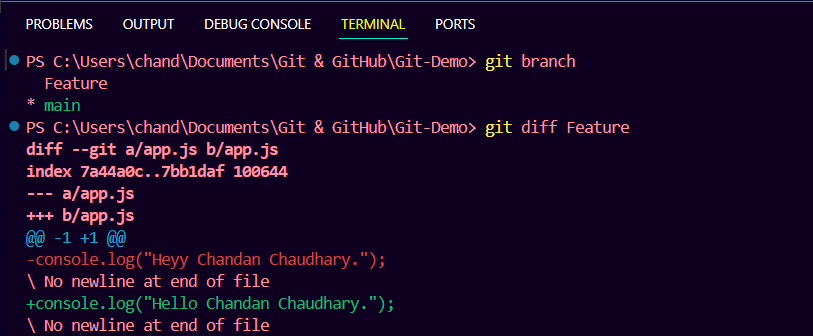 PROBLEMS OUTPUT DEBUG CONSOLE TERMINAL PORTS
PS C:\Users\chand\Documents\Git & GitHub\Git-Demo> git branch
  Feature
* main
PS C:\Users\chand\Documents\Git & GitHub\Git-Demo> git diff Feature
diff --git a/app.js b/app.js
index 7a44a0c..7bb1daf 100644
--- a/app.js
+++ b/app.js
@@ -1 +1 @@
-console.log("Heyy Chandan Chaudhary.");
\ No newline at end of file
+console.log("Hello Chandan Chaudhary.");
\ No newline at end of file